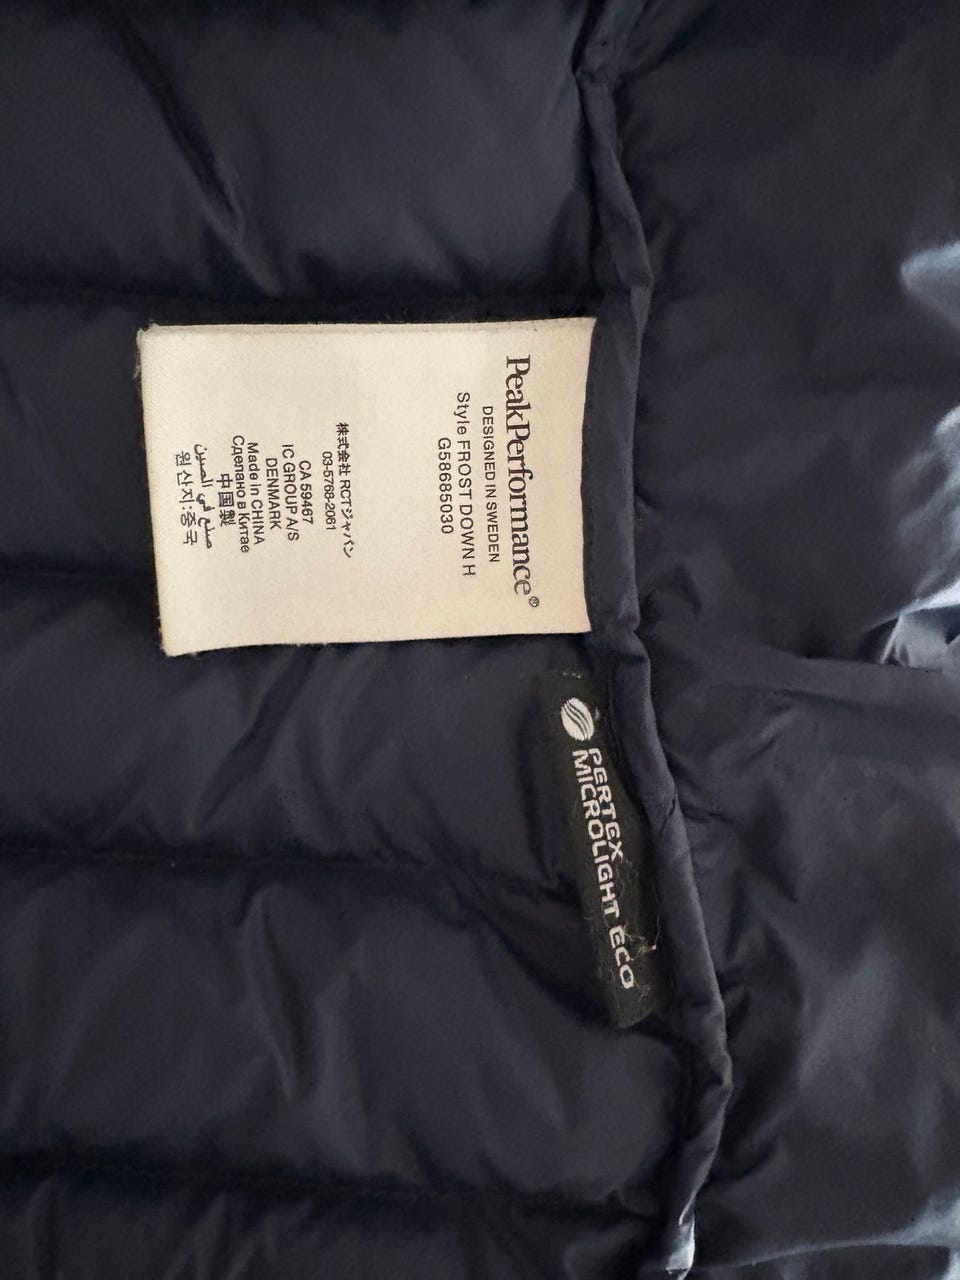 PeakPerformance®
DESIGNED IN SWEDEN
Style FROST DOWN H
G58685030
株式会社 RCTジャパン
03-5768-2061
CA 59467
IC GROUP A/S
DENMARK
Made in CHINA
Сделано в Китае
中国製
صنع في الصين
원산지:중국
PERTEX
MICROLIGHT ECO